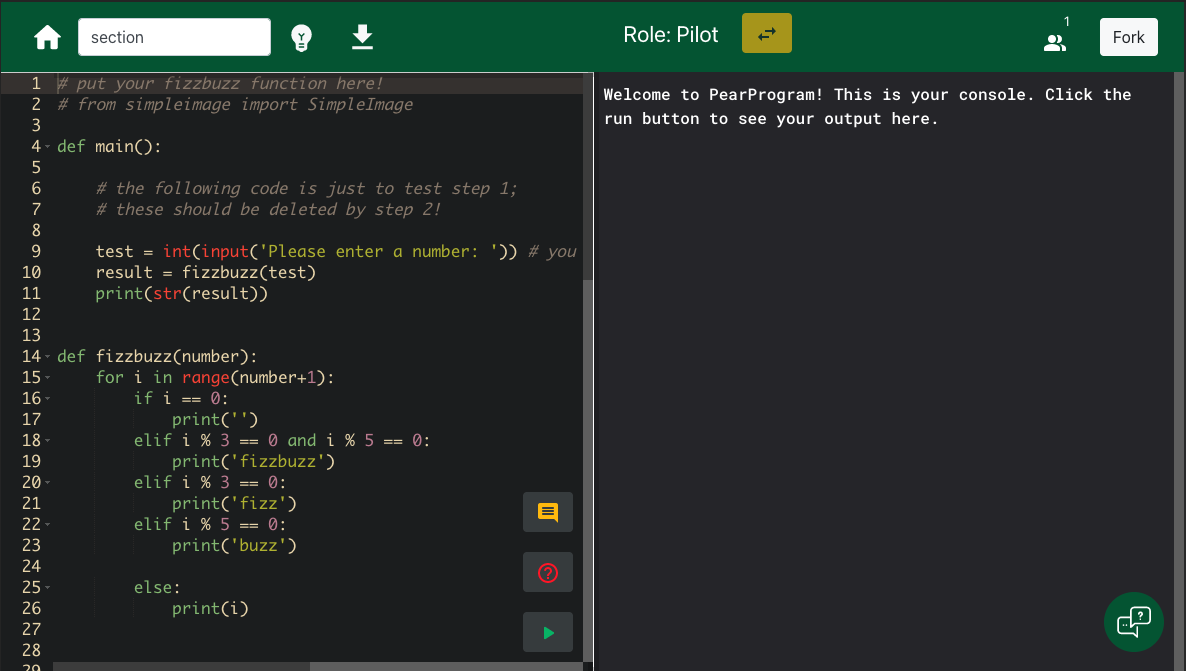 section
Role: Pilot
1
Fork
1 # put your fizzbuzz function here!
2 # from simpleimage import SimpleImage
3
4 def main():
5
6     # the following code is just to test step 1;
7     # these should be deleted by step 2!
8
9     test = int(input('Please enter a number: ')) # you
10     result = fizzbuzz(test)
11     print(str(result))
12
13
14 def fizzbuzz(number):
15     for i in range(number+1):
16         if i == 0:
17             print('')
18         elif i % 3 == 0 and i % 5 == 0:
19             print('fizzbuzz')
20         elif i % 3 == 0:
21             print('fizz')
22         elif i % 5 == 0:
23             print('buzz')
24
25         else:
26             print(i)
27
28
29
Welcome to PearProgram! This is your console. Click the
run button to see your output here.